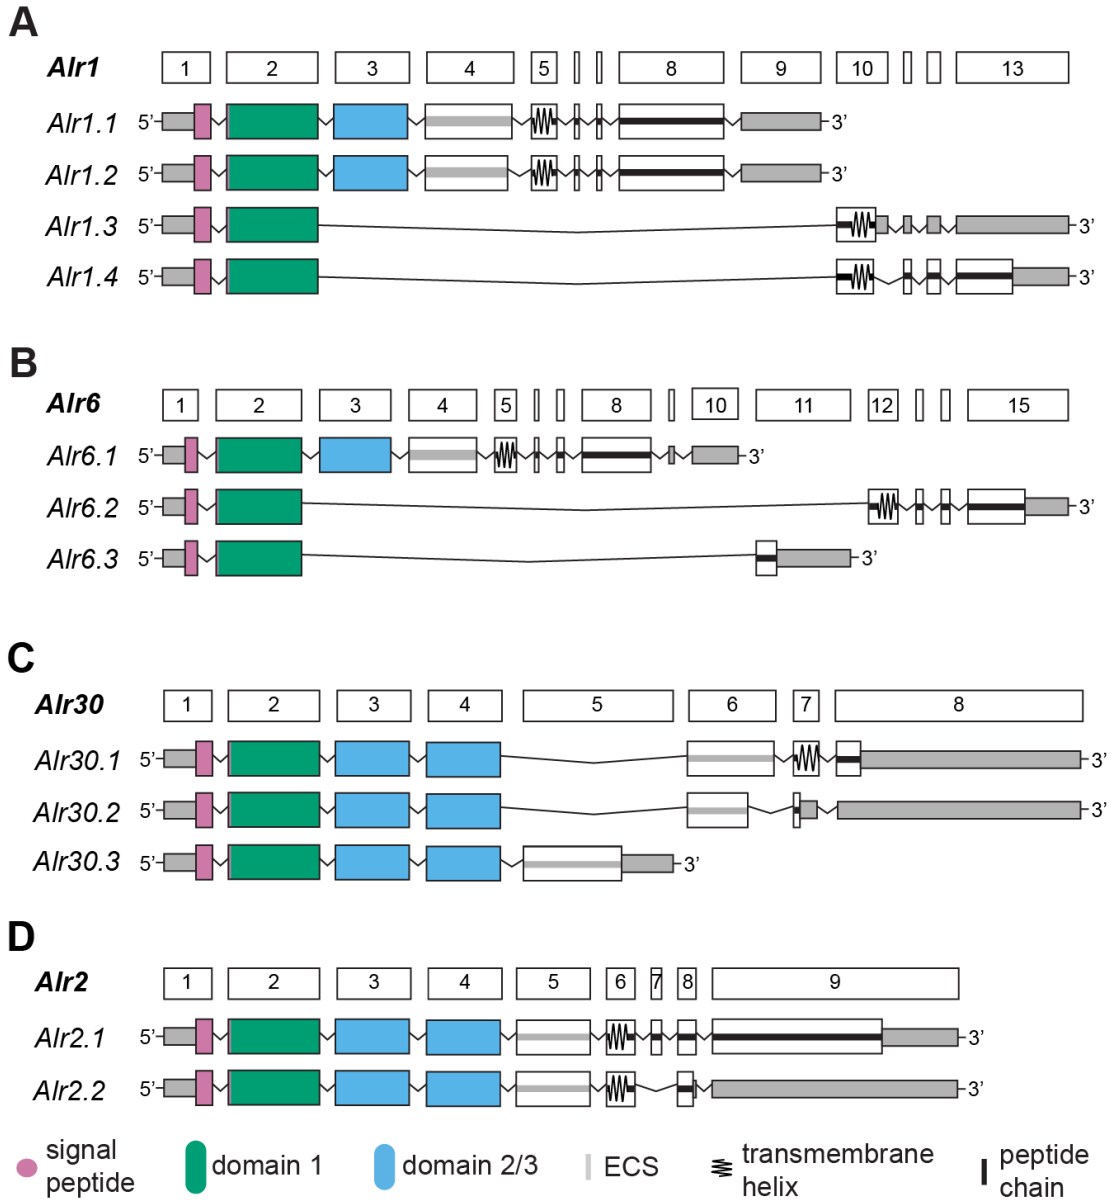 A
Alr1 1 2 3 4 5 8 9 10 13
Alr1.1 5’ 3’
Alr1.2 5’ 3’
Alr1.3 5’ 3’
Alr1.4 5’ 3’
B
Alr6 1 2 3 4 5 8 10 11 12 15
Alr6.1 5’ 3’
Alr6.2 5’ 3’
Alr6.3 5’ 3’
C
Alr30 1 2 3 4 5 6 7 8
Alr30.1 5’ 3’
Alr30.2 5’ 3’
Alr30.3 5’ 3’
D
Alr2 1 2 3 4 5 6 7 8 9
Alr2.1 5’ 3’
Alr2.2 5’ 3’
signal
peptide
domain 1
domain 2/3
ECS
transmembrane
helix
peptide
chain